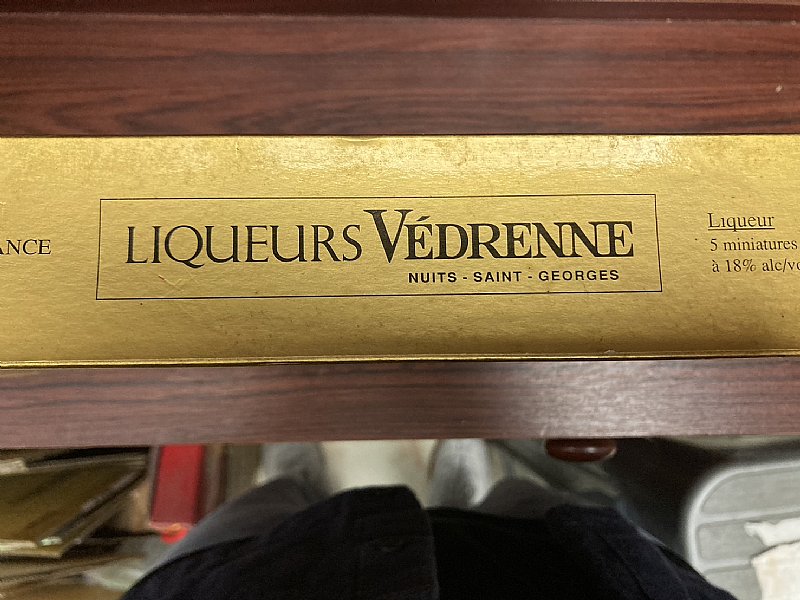 ANCE
LIQUEURS VÉDRENNE
NUITS - SAINT - GEORGES
Liqueur
5 miniatures
à 18% alc/vo